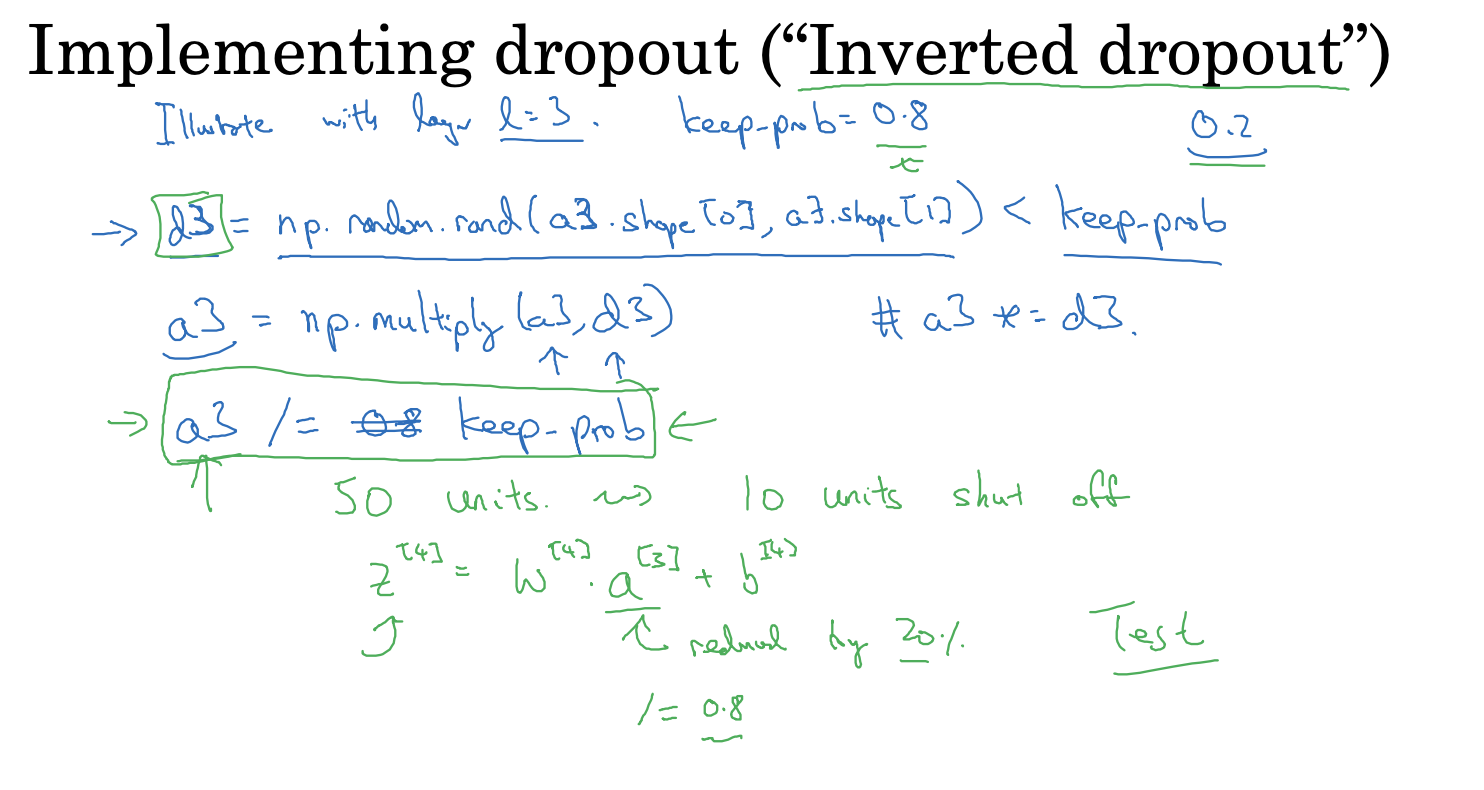 Implementing dropout (“Inverted dropout”)
Illustrate with layer l=3. keep-prob = 0.8 0.2
→ d3 = np.random.rand(a3.shape[0], a3.shape[1]) < keep-prob
a3 = np.multiply(a3, d3) # a3 *= d3.
→ a3 /= 0.8 keep-prob ←
50 units. ⇝ 10 units shut off
z^[4] = W^[4] · a^[3] + b^[4]
reduced by 20% Test
/= 0.8